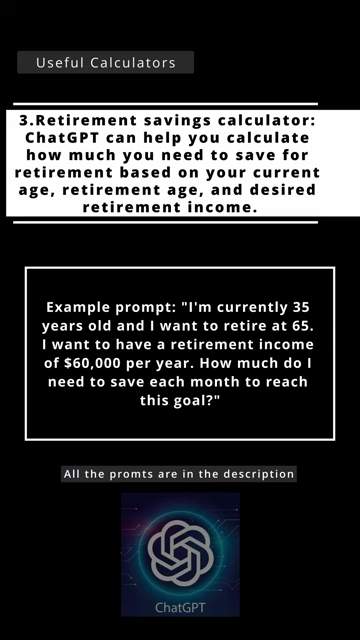 Useful Calculators
3.Retirement savings calculator:
ChatGPT can help you calculate
how much you need to save for
retirement based on your current
age, retirement age, and desired
retirement income.
Example prompt: "I'm currently 35
years old and I want to retire at 65.
I want to have a retirement income
of $60,000 per year. How much do I
need to save each month to reach
this goal?"
All the promts are in the description
ChatGPT